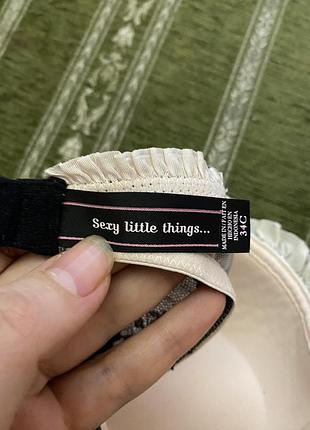 Sexy little things...
MADE IN / FAIT EN
HECHO EN
INDONESIA
34C